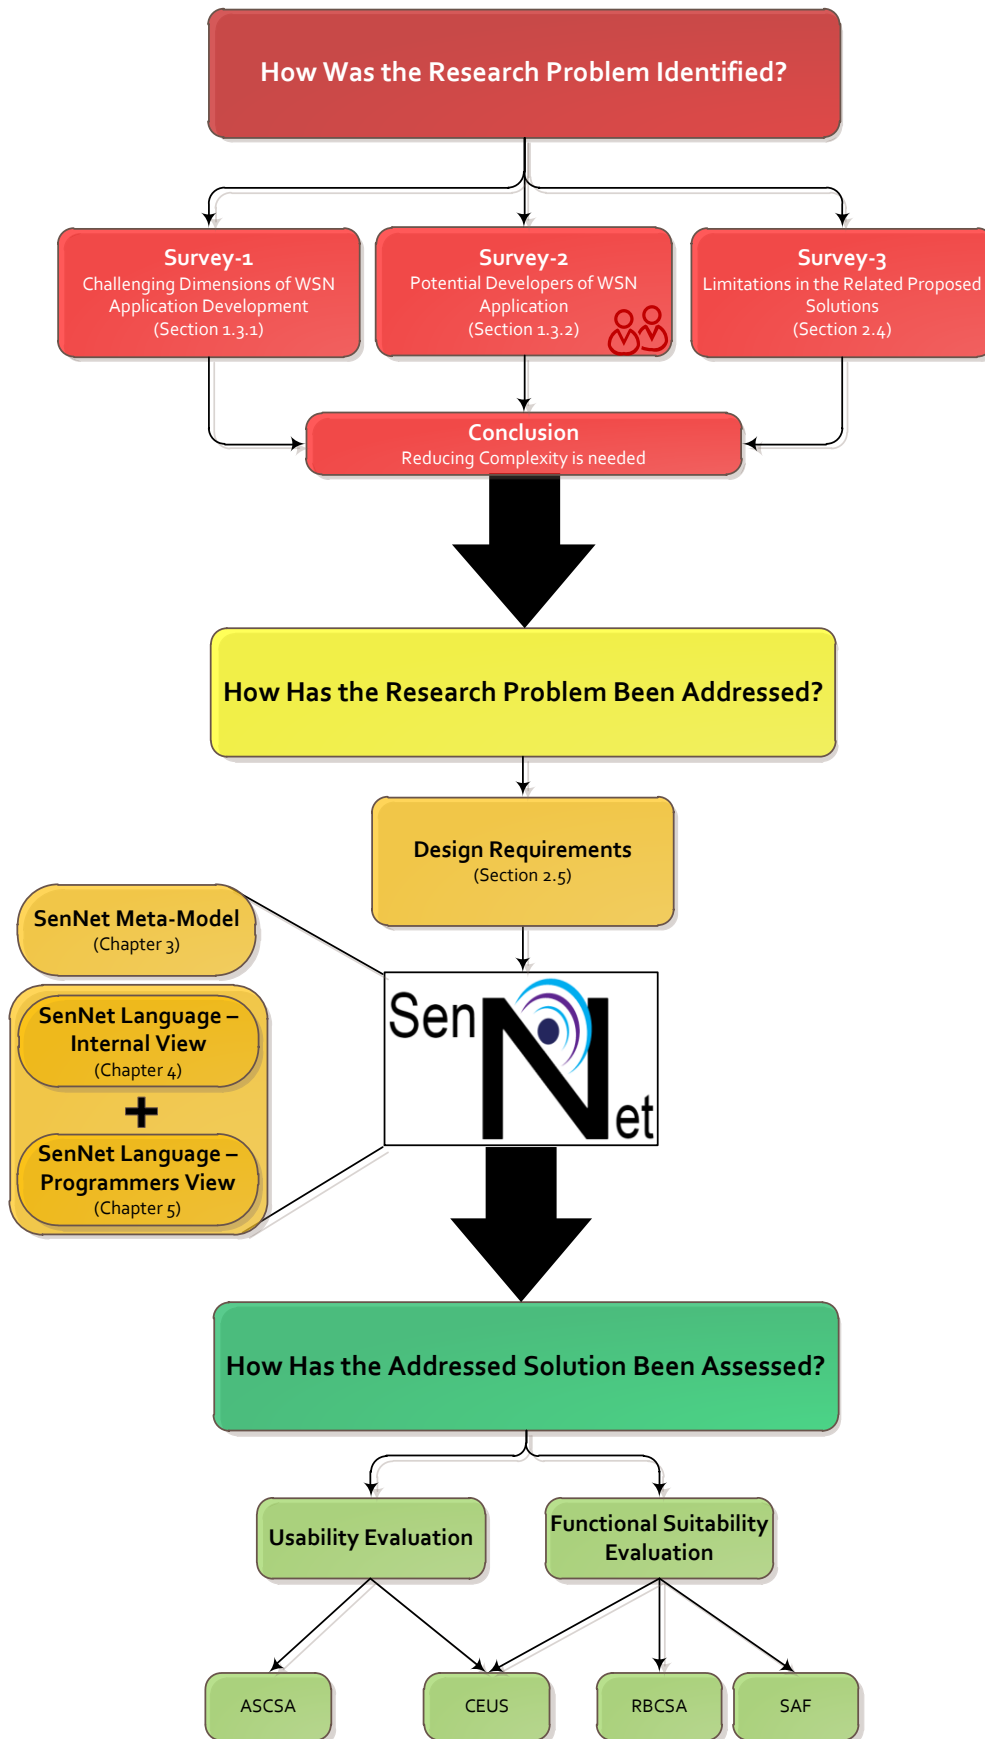 How Was the Research Problem Identified?
Survey-1
Challenging Dimensions of WSN
Application Development
(Section 1.3.1)
Survey-2
Potential Developers of WSN
Application
(Section 1.3.2)
Survey-3
Limitations in the Related Proposed
Solutions
(Section 2.4)
Conclusion
Reducing Complexity is needed
How Has the Research Problem Been Addressed?
Design Requirements
(Section 2.5)
SenNet Meta-Model
(Chapter 3)
SenNet Language –
Internal View
(Chapter 4)
+
SenNet Language –
Programmers View
(Chapter 5)
Sen
N
et
How Has the Addressed Solution Been Assessed?
Usability Evaluation
Functional Suitability
Evaluation
ASCSA
CEUS
RBCSA
SAF